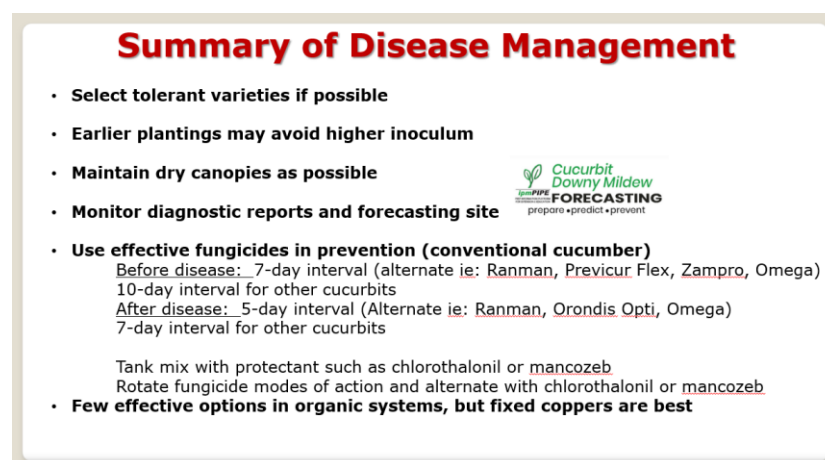 Summary of Disease Management
• Select tolerant varieties if possible
• Earlier plantings may avoid higher inoculum
• Maintain dry canopies as possible
• Monitor diagnostic reports and forecasting site
Cucurbit
Downy Mildew
ipmPIPE
FORECASTING
prepare • predict • prevent
• Use effective fungicides in prevention (conventional cucumber)
Before disease: 7-day interval (alternate ie: Ranman, Previcur Flex, Zampro, Omega)
10-day interval for other cucurbits
After disease: 5-day interval (Alternate ie: Ranman, Orondis Opti, Omega)
7-day interval for other cucurbits
Tank mix with protectant such as chlorothalonil or mancozeb
Rotate fungicide modes of action and alternate with chlorothalonil or mancozeb
• Few effective options in organic systems, but fixed coppers are best